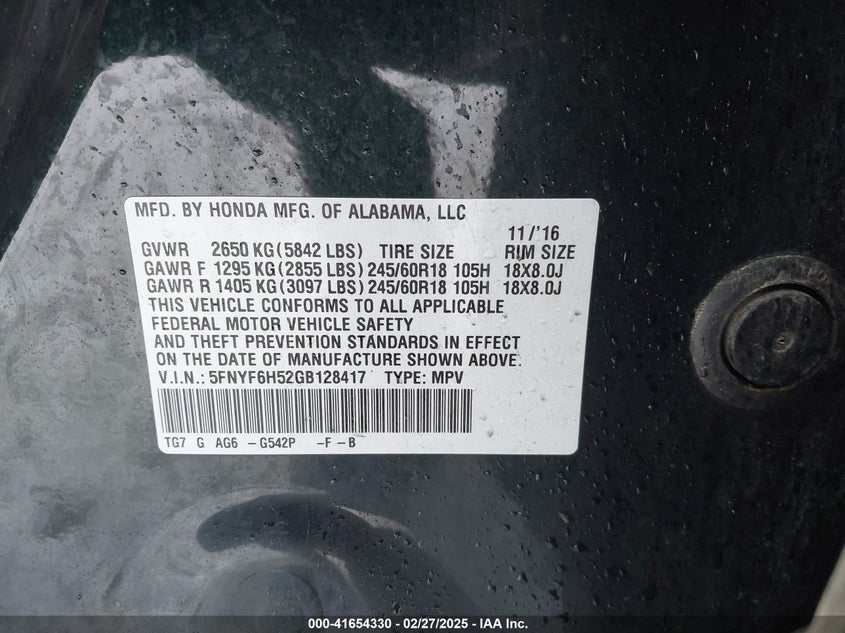 MFD. BY HONDA MFG. OF ALABAMA, LLC
11/'16
GVWR 2650 KG (5842 LBS) TIRE SIZE RIM SIZE
GAWR F 1295 KG (2855 LBS) 245/60R18 105H 18X8.0J
GAWR R 1405 KG (3097 LBS) 245/60R18 105H 18X8.0J
THIS VEHICLE CONFORMS TO ALL APPLICABLE
FEDERAL MOTOR VEHICLE SAFETY
AND THEFT PREVENTION STANDARDS IN EFFECT
ON THE DATE OF MANUFACTURE SHOWN ABOVE.
V.I.N.: 5FNYF6H52GB128417 TYPE: MPV
TG7 G AG6 - G542P -F-B
000-41654330 - 02/27/2025 - IAA Inc.